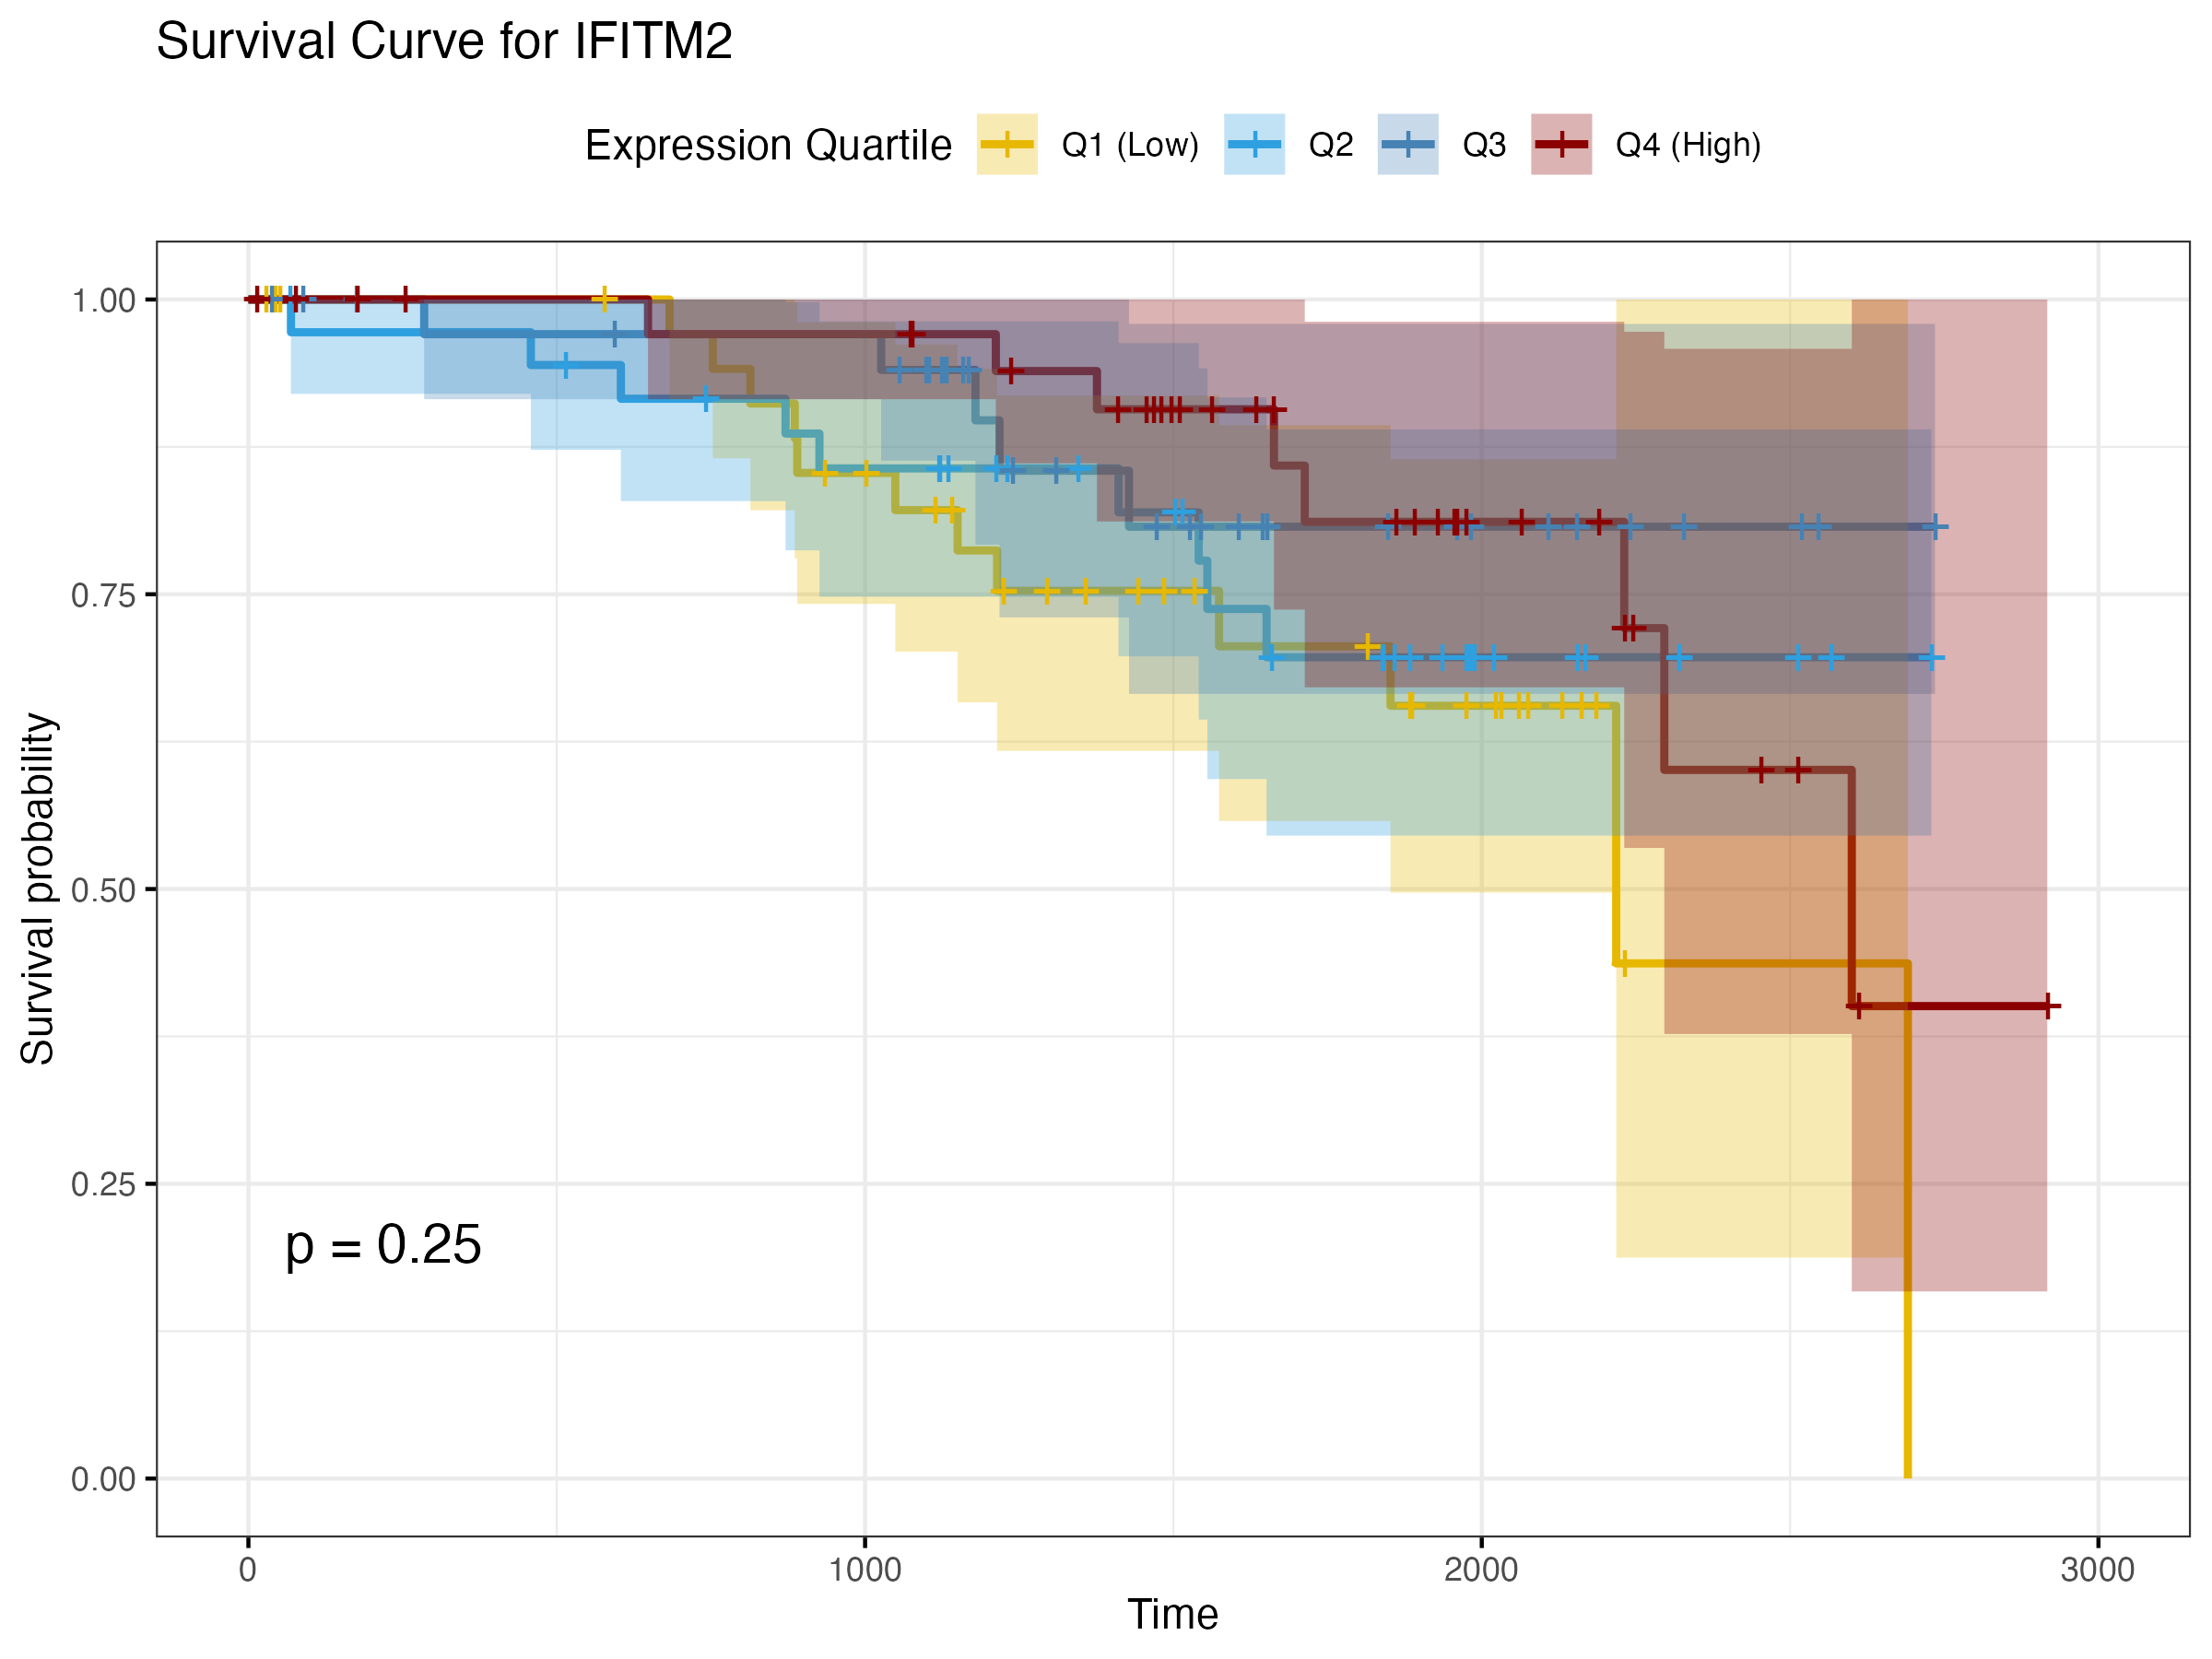 Survival Curve for IFITM2
Expression Quartile Q1 (Low) Q2 Q3 Q4 (High)
1.00
0.75
0.50
0.25
0.00
Survival probability
p = 0.25
0 1000 2000 3000
Time